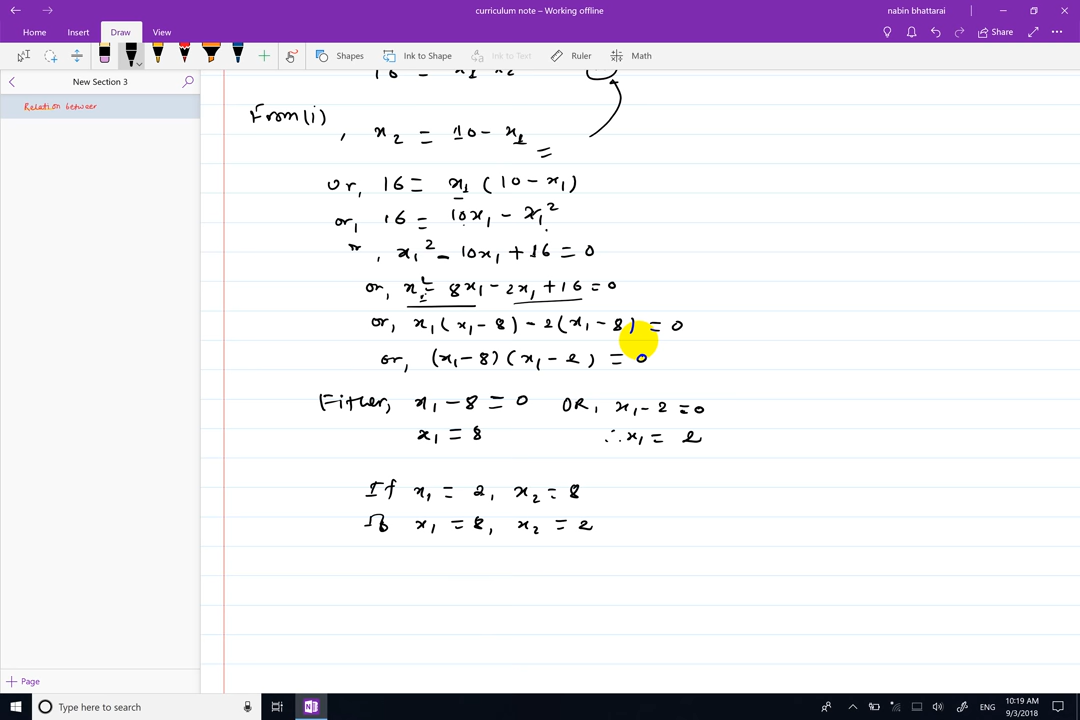 curriculum note – Working offline
nabin bhattarai
Home Insert Draw View
Share
Shapes Ink to Shape Ink to Text Ruler Math
New Section 3
Relation between
16 = x₁ x₂
From(i)
, x₂ = 10 - x₁
or, 16 = x₁ (10 - x₁)
or, 16 = 10x₁ - x₁²
or, x₁² - 10x₁ + 16 = 0
or, x₁² - 8x₁ - 2x₁ + 16 = 0
or, x₁(x₁ - 8) - 2(x₁ - 8) = 0
or, (x₁ - 8)(x₁ - 2) = 0
Either, x₁ - 8 = 0 OR, x₁ - 2 = 0
x₁ = 8 ∴ x₁ = 2
If x₁ = 2, x₂ = 8
x₁ = 8, x₂ = 2
Page
Type here to search
ENG
10:19 AM
9/3/2018